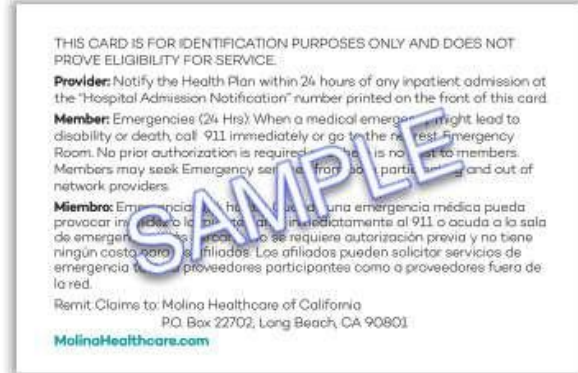 THIS CARD IS FOR IDENTIFICATION PURPOSES ONLY AND DOES NOT
PROVE ELIGIBILITY FOR SERVICE.
Provider: Notify the Health Plan within 24 hours of any inpatient admission at
the “Hospital Admission Notification” number printed on the front of this card.
Member: Emergencies (24 Hrs): When a medical might lead to
disability or death, call 911 immediately or go to the Emergency
Room. No prior authorization is required to members.
Members may seek Emergency from and out of
network providers.
Miembro: una emergencia médica pueda
provocar al 911 o acuda a la sala
de se requiere autorización previa y no tiene
ningún costo para afiliados. Los afiliados pueden solicitar servicios de
emergencia proveedores participantes como a proveedores fuera de
la red.
Remit Claims to: Molina Healthcare of California
P.O. Box 22702, Long Beach, CA 90801
MolinaHealthcare.com
SAMPLE